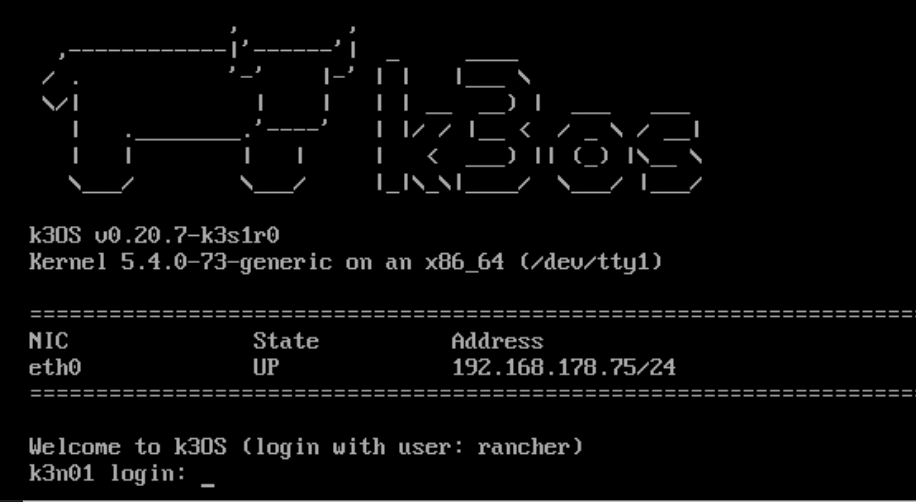 k3os
k3OS v0.20.7-k3s1r0
Kernel 5.4.0-73-generic on an x86_64 (/dev/tty1)
NIC State Address
eth0 UP 192.168.178.75/24
Welcome to k3OS (login with user: rancher)
k3n01 login: _